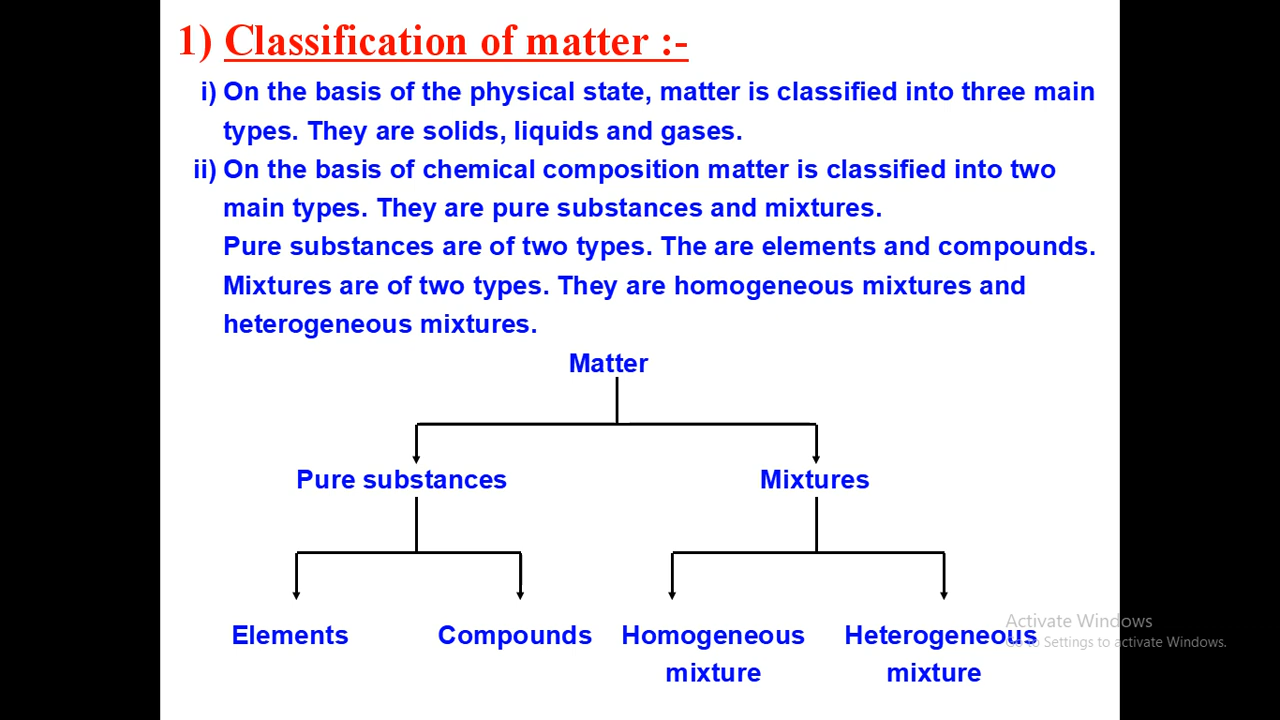 1) Classification of matter :-
i) On the basis of the physical state, matter is classified into three main
types. They are solids, liquids and gases.
ii) On the basis of chemical composition matter is classified into two
main types. They are pure substances and mixtures.
Pure substances are of two types. The are elements and compounds.
Mixtures are of two types. They are homogeneous mixtures and
heterogeneous mixtures.
Matter
Pure substances
Mixtures
Elements
Compounds
Homogeneous
mixture
Heterogeneous
mixture
Activate Windows
Go to Settings to activate Windows.